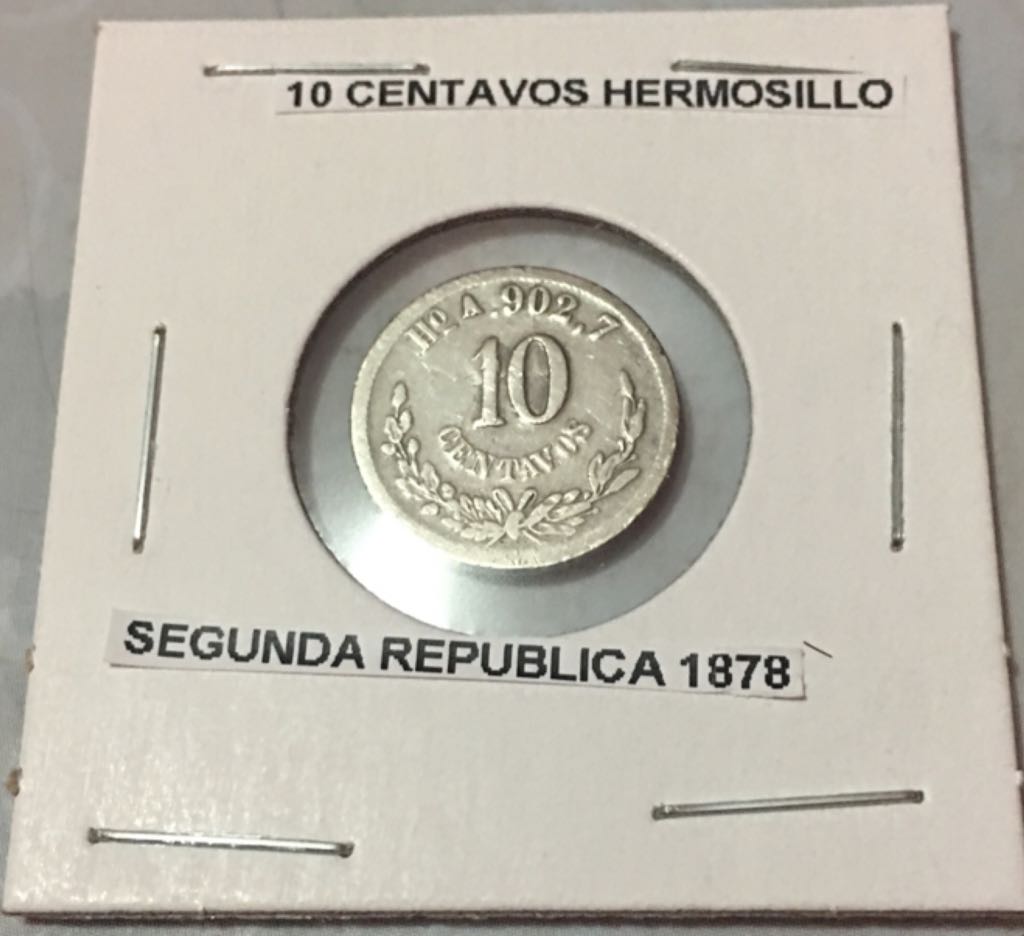 10 CENTAVOS HERMOSILLO
Hº A. 902,7
10
CENTAVOS
SEGUNDA REPUBLICA 1878